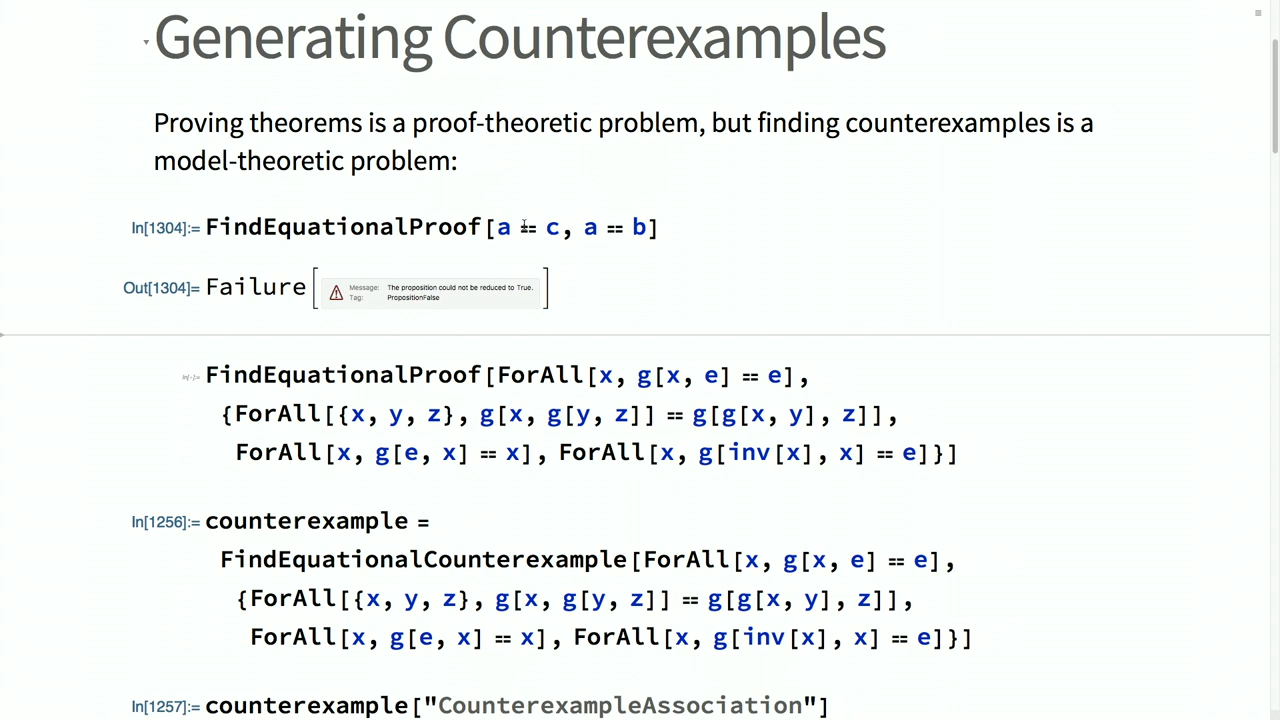 Generating Counterexamples
Proving theorems is a proof-theoretic problem, but finding counterexamples is a
model-theoretic problem:
In[1304]:= FindEquationalProof[a == c, a == b]
Out[1304]= Failure[
Message: The proposition could not be reduced to True.
Tag: PropositionFalse
]
In[-]:= FindEquationalProof[ForAll[x, g[x, e] == e],
{ForAll[{x, y, z}, g[x, g[y, z]] == g[g[x, y], z]],
ForAll[x, g[e, x] == x], ForAll[x, g[inv[x], x] == e]}]
In[1256]:= counterexample =
FindEquationalCounterexample[ForAll[x, g[x, e] == e],
{ForAll[{x, y, z}, g[x, g[y, z]] == g[g[x, y], z]],
ForAll[x, g[e, x] == x], ForAll[x, g[inv[x], x] == e]}]
In[1257]:= counterexample["CounterexampleAssociation"]